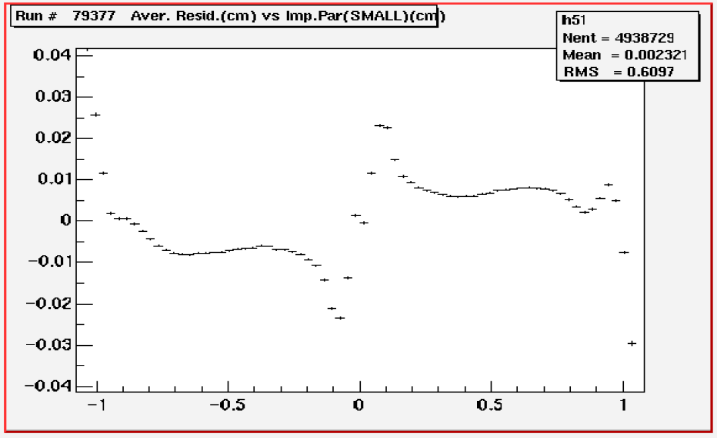 Run # 79377 Aver. Resid.(cm) vs Imp.Par(SMALL)(cm)
h51
Nent = 4938729
Mean = 0.002321
RMS = 0.6097
0.04
0.03
0.02
0.01
0
−0.01
−0.02
−0.03
−0.04
−1 −0.5 0 0.5 1